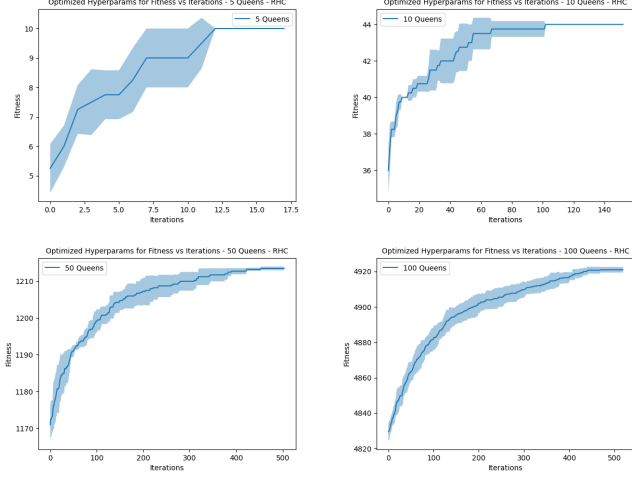 Optimized Hyperparams for Fitness vs Iterations - 5 Queens - RHC
5 Queens
10
9
8
7
6
5
Fitness
0.0 2.5 5.0 7.5 10.0 12.5 15.0 17.5
Iterations
Optimized Hyperparams for Fitness vs Iterations - 10 Queens - RHC
10 Queens
44
42
40
38
36
Fitness
0 20 40 60 80 100 120 140
Iterations
Optimized Hyperparams for Fitness vs Iterations - 50 Queens - RHC
50 Queens
1210
1200
1190
1180
1170
Fitness
0 100 200 300 400 500
Iterations
Optimized Hyperparams for Fitness vs Iterations - 100 Queens - RHC
100 Queens
4920
4900
4880
4860
4840
4820
Fitness
0 100 200 300 400 500
Iterations